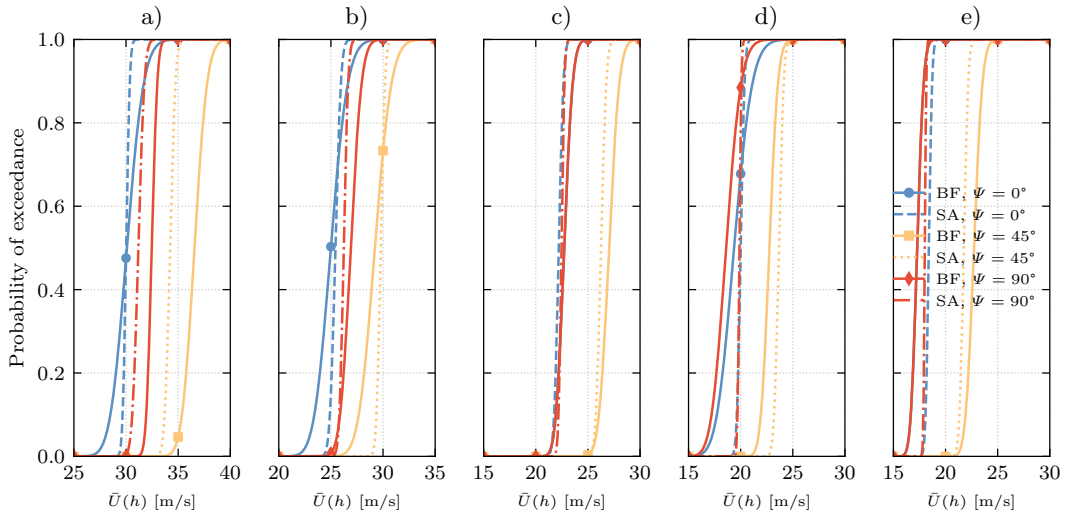 a) b) c) d) e)
Probability of exceedance
1.0
0.8
0.6
0.4
0.2
0.0
25 30 35 40
20 25 30 35
15 20 25 30
15 20 25 30
15 20 25 30
Ū(h) [m/s] Ū(h) [m/s] Ū(h) [m/s] Ū(h) [m/s] Ū(h) [m/s]
BF, Ψ = 0°
SA, Ψ = 0°
BF, Ψ = 45°
SA, Ψ = 45°
BF, Ψ = 90°
SA, Ψ = 90°